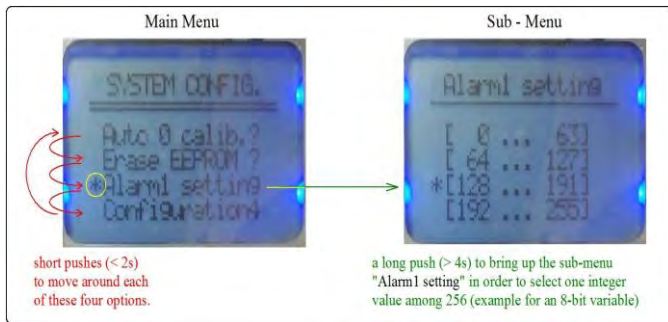 Main Menu
SYSTEM CONFIG.
Auto 0 calib.?
Erase EEPROM ?
*Alarm1 setting
Configuration4
short pushes (< 2s)
to move around each
of these four options.
Sub - Menu
Alarm1 setting
[ 0 ... 63]
[ 64 ... 127]
*[128 ... 191]
[192 ... 255]
a long push (> 4s) to bring up the sub-menu
"Alarm1 setting" in order to select one integer
value among 256 (example for an 8-bit variable)